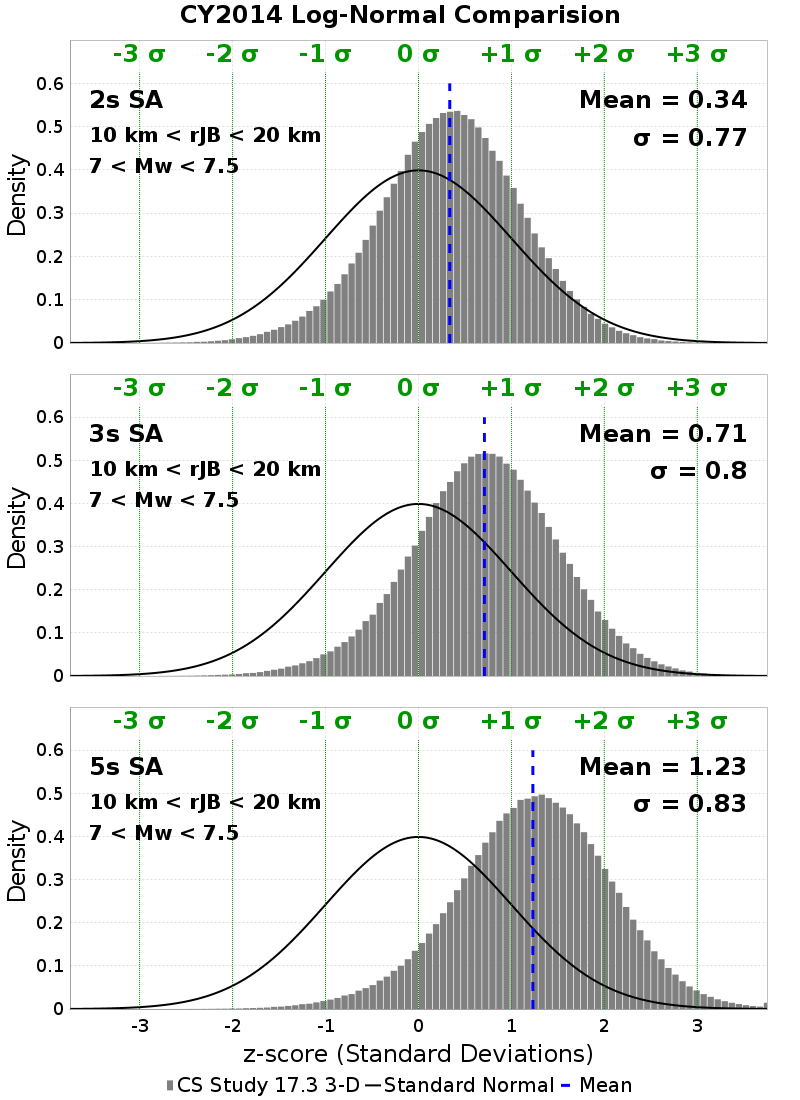 CY2014 Log-Normal Comparision
-3 σ -2 σ -1 σ 0 σ +1 σ +2 σ +3 σ
0.6
2s SA Mean = 0.34
0.5
10 km < rJB < 20 km σ = 0.77
7 < Mw < 7.5
0.4
0.3
0.2
0.1
0
Density
-3 σ -2 σ -1 σ 0 σ +1 σ +2 σ +3 σ
0.6
3s SA Mean = 0.71
0.5
10 km < rJB < 20 km σ = 0.8
7 < Mw < 7.5
0.4
0.3
0.2
0.1
0
Density
-3 σ -2 σ -1 σ 0 σ +1 σ +2 σ +3 σ
0.6
5s SA Mean = 1.23
0.5
10 km < rJB < 20 km σ = 0.83
7 < Mw < 7.5
0.4
0.3
0.2
0.1
0
Density
-3 -2 -1 0 1 2 3
z-score (Standard Deviations)
CS Study 17.3 3-D Standard Normal Mean